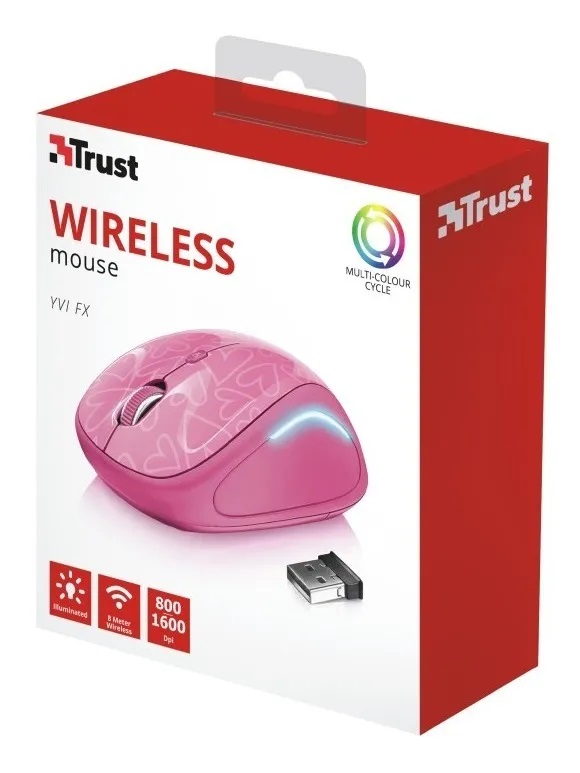 Trust
WIRELESS
mouse
YVI FX
MULTI-COLOUR
CYCLE
Illuminated
8 Meter
Wireless
800
1600
Dpi
Trust